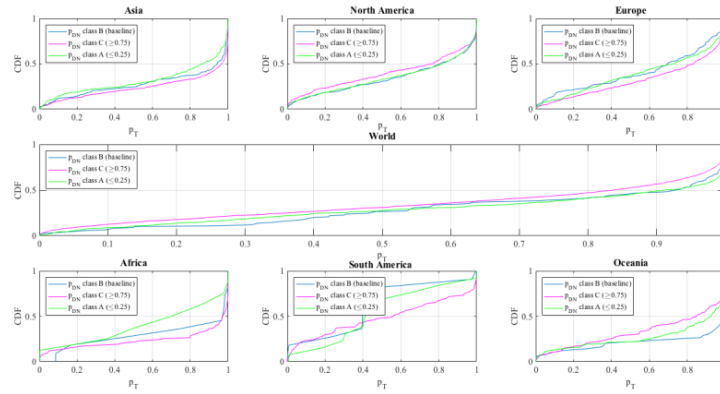 Asia
CDF
1
0.5
0
p_DN class B (baseline)
p_DN class C (≥0.75)
p_DN class A (≤0.25)
0 0.2 0.4 0.6 0.8 1
p_T
North America
CDF
1
0.5
0
p_DN class B (baseline)
p_DN class C (≥0.75)
p_DN class A (≤0.25)
0 0.2 0.4 0.6 0.8 1
p_T
Europe
CDF
1
0.5
0
p_DN class B (baseline)
p_DN class C (≥0.75)
p_DN class A (≤0.25)
0 0.2 0.4 0.6 0.8
p_T
World
CDF
1
0.5
0
p_DN class B (baseline)
p_DN class C (≥0.75)
p_DN class A (≤0.25)
0 0.1 0.2 0.3 0.4 0.5 0.6 0.7 0.8 0.9
p_T
Africa
CDF
1
0.5
0
p_DN class B (baseline)
p_DN class C (≥0.75)
p_DN class A (≤0.25)
0 0.2 0.4 0.6 0.8 1
p_T
South America
CDF
1
0.5
0
p_DN class B (baseline)
p_DN class C (≥0.75)
p_DN class A (≤0.25)
0 0.2 0.4 0.6 0.8 1
p_T
Oceania
CDF
1
0.5
0
p_DN class B (baseline)
p_DN class C (≥0.75)
p_DN class A (≤0.25)
0 0.2 0.4 0.6 0.8
p_T